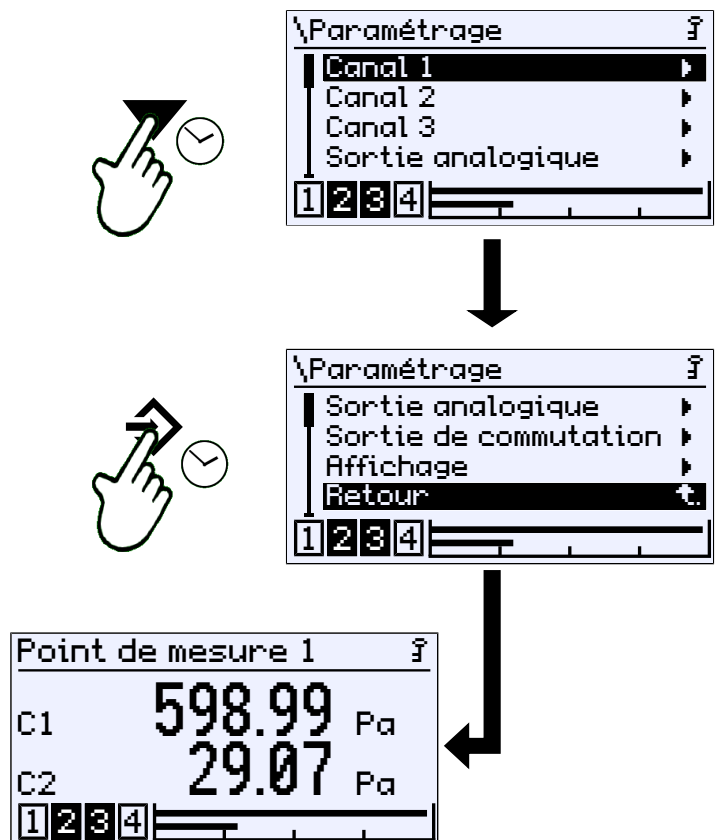 \Paramétrage
Canal 1
Canal 2
Canal 3
Sortie analogique
1 2 3 4
\Paramétrage
Sortie analogique
Sortie de commutation
Affichage
Retour
1 2 3 4
Point de mesure 1
C1 598.99 Pa
C2 29.07 Pa
1 2 3 4